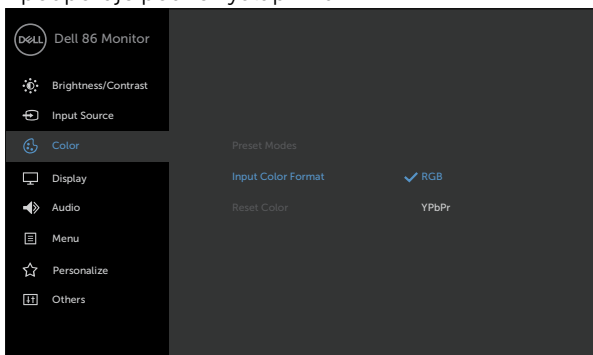 DELL Dell 86 Monitor
Brightness/Contrast
Input Source
Color
Preset Modes
Display
Input Color Format RGB
Audio
Reset Color YPbPr
Menu
Personalize
Others